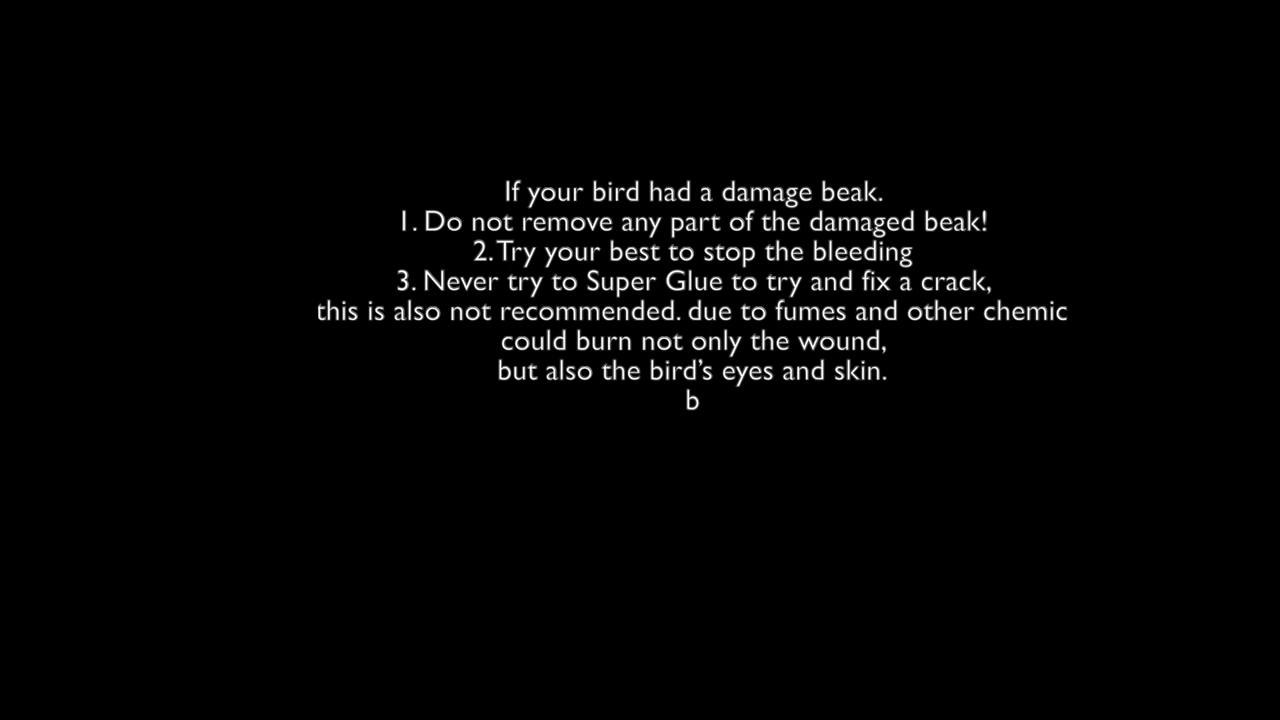 If your bird had a damage beak.
1. Do not remove any part of the damaged beak!
2. Try your best to stop the bleeding
3. Never try to Super Glue to try and fix a crack,
this is also not recommended. due to fumes and other chemic
could burn not only the wound,
but also the bird’s eyes and skin.
b